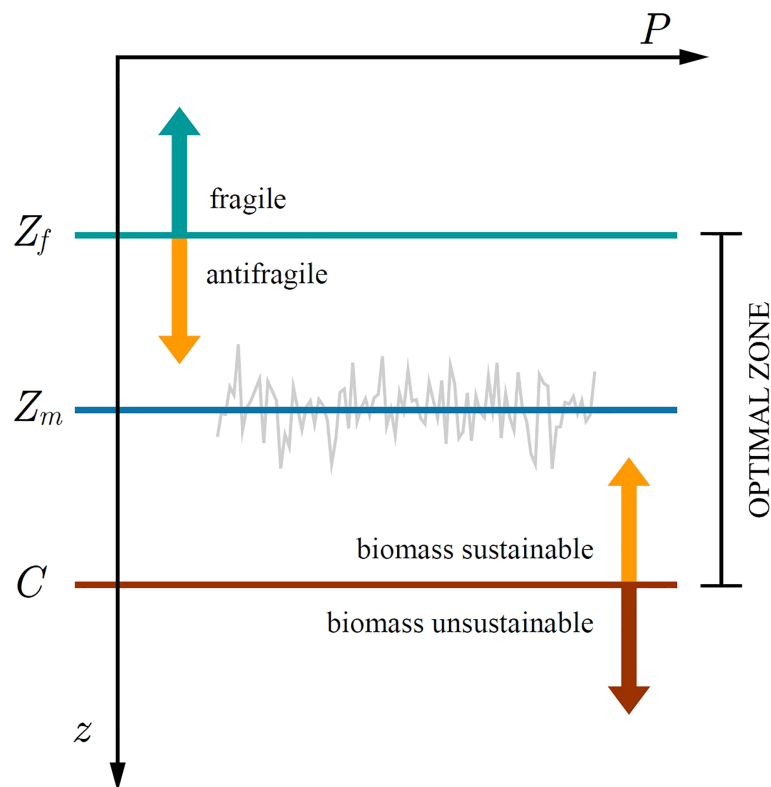 P
fragile
Z_f
antifragile
OPTIMAL ZONE
Z_m
biomass sustainable
C
biomass unsustainable
z